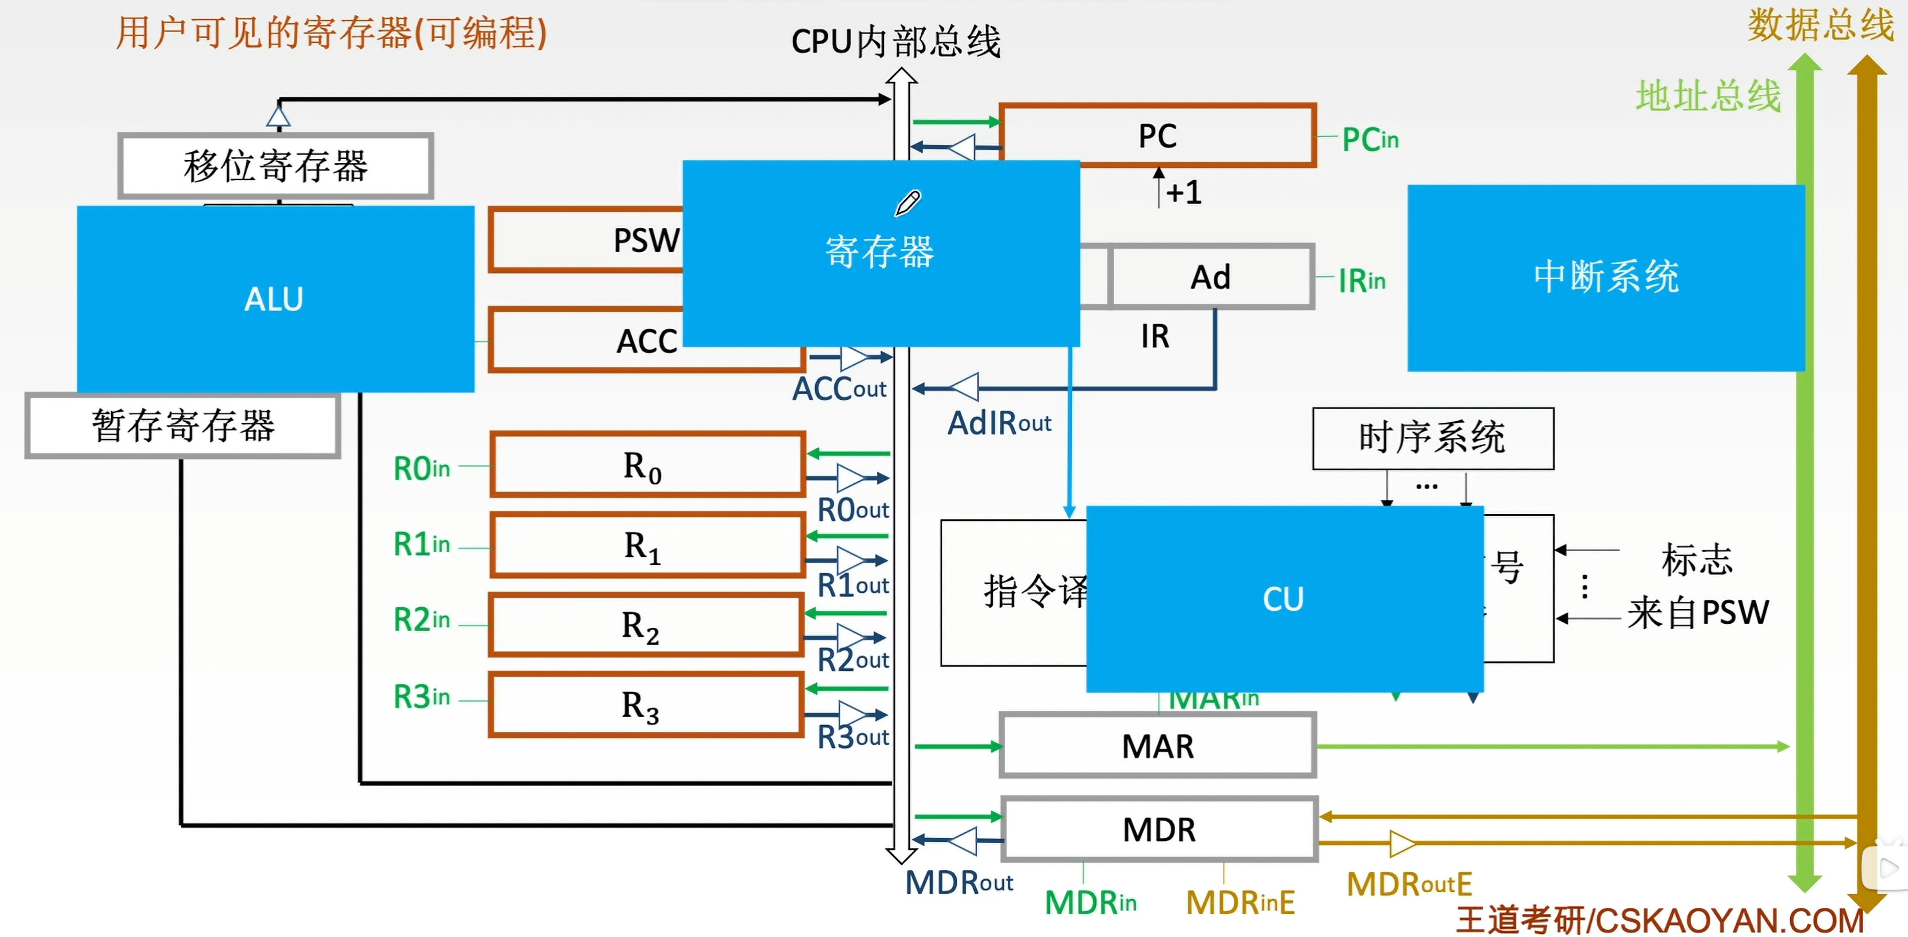 用户可见的寄存器(可编程)
CPU内部总线
数据总线
地址总线
移位寄存器
PC
PCin
+1
PSW
寄存器
Ad
IRin
中断系统
ALU
ACC
IR
ACCout
AdIRout
暂存寄存器
时序系统
...
R0in
R0
R0out
R1in
R1
R1out
指令译
CU
号
标志
⋮
来自PSW
R2in
R2
R2out
R3in
R3
R3out
MARin
MAR
MDR
MDRout
MDRin
MDRinE
MDRoutE
王道考研/CSKAOYAN.COM